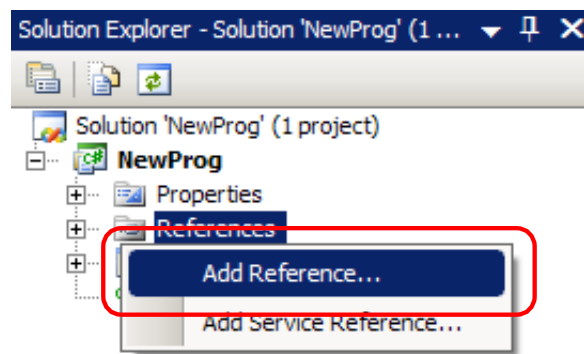 Solution Explorer - Solution 'NewProg' (1 ...
Solution 'NewProg' (1 project)
C#
NewProg
Properties
References
Add Reference...
Add Service Reference...